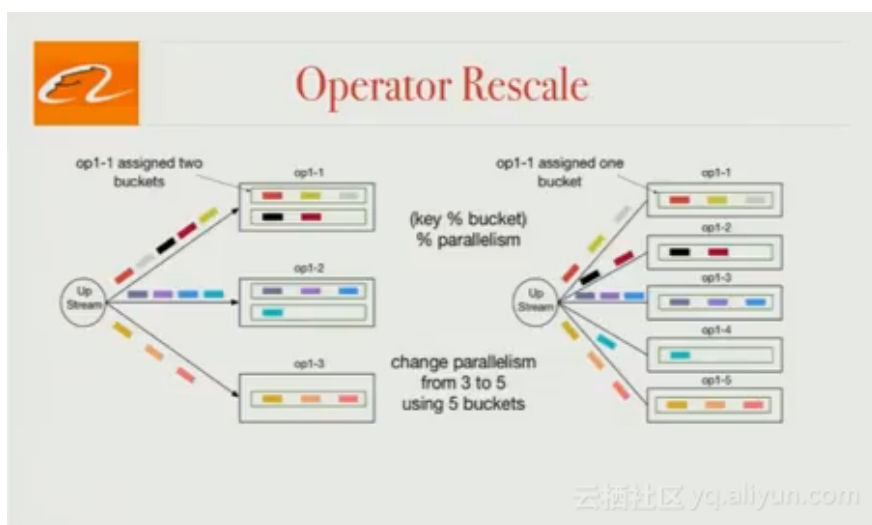 Operator Rescale
op1-1 assigned two
buckets
op1-1
op1-2
op1-3
Up
Stream
(key % bucket)
% parallelism
change parallelism
from 3 to 5
using 5 buckets
op1-1 assigned one
bucket
op1-1
op1-2
op1-3
op1-4
op1-5
Up
Stream
云栖社区 yq.aliyun.com